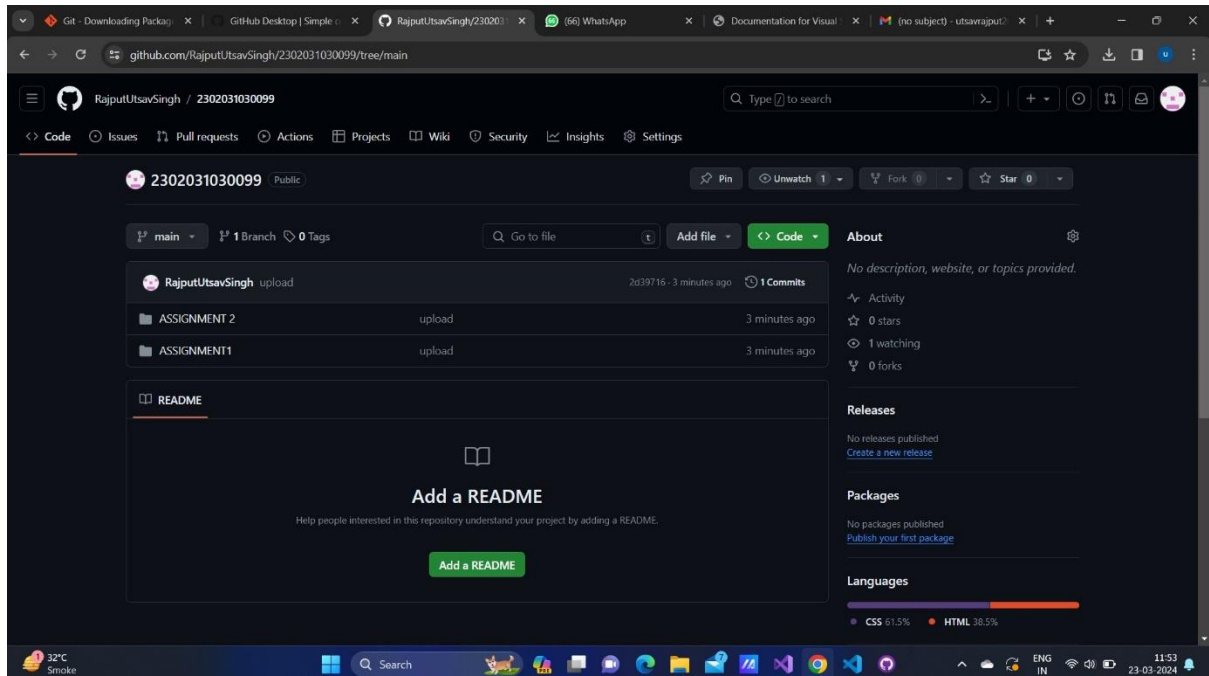 Git - Downloading Packag
GitHub Desktop | Simple o
RajputUtsavSingh/2302031
(66) WhatsApp
Documentation for Visual
(no subject) - utsavrajput2
github.com/RajputUtsavSingh/2302031030099/tree/main
RajputUtsavSingh / 2302031030099
Type / to search
Code Issues Pull requests Actions Projects Wiki Security Insights Settings
2302031030099 Public
Pin Unwatch 1 Fork 0 Star 0
main 1 Branch 0 Tags
Go to file t Add file Code
RajputUtsavSingh upload 2d39716 · 3 minutes ago 1 Commits
ASSIGNMENT 2 upload 3 minutes ago
ASSIGNMENT1 upload 3 minutes ago
README
Add a README
Help people interested in this repository understand your project by adding a README.
Add a README
About
No description, website, or topics provided.
Activity
0 stars
1 watching
0 forks
Releases
No releases published
Create a new release
Packages
No packages published
Publish your first package
Languages
CSS 61.5% HTML 38.5%
32°C
Smoke
Search
ENG
IN
11:53
23-03-2024